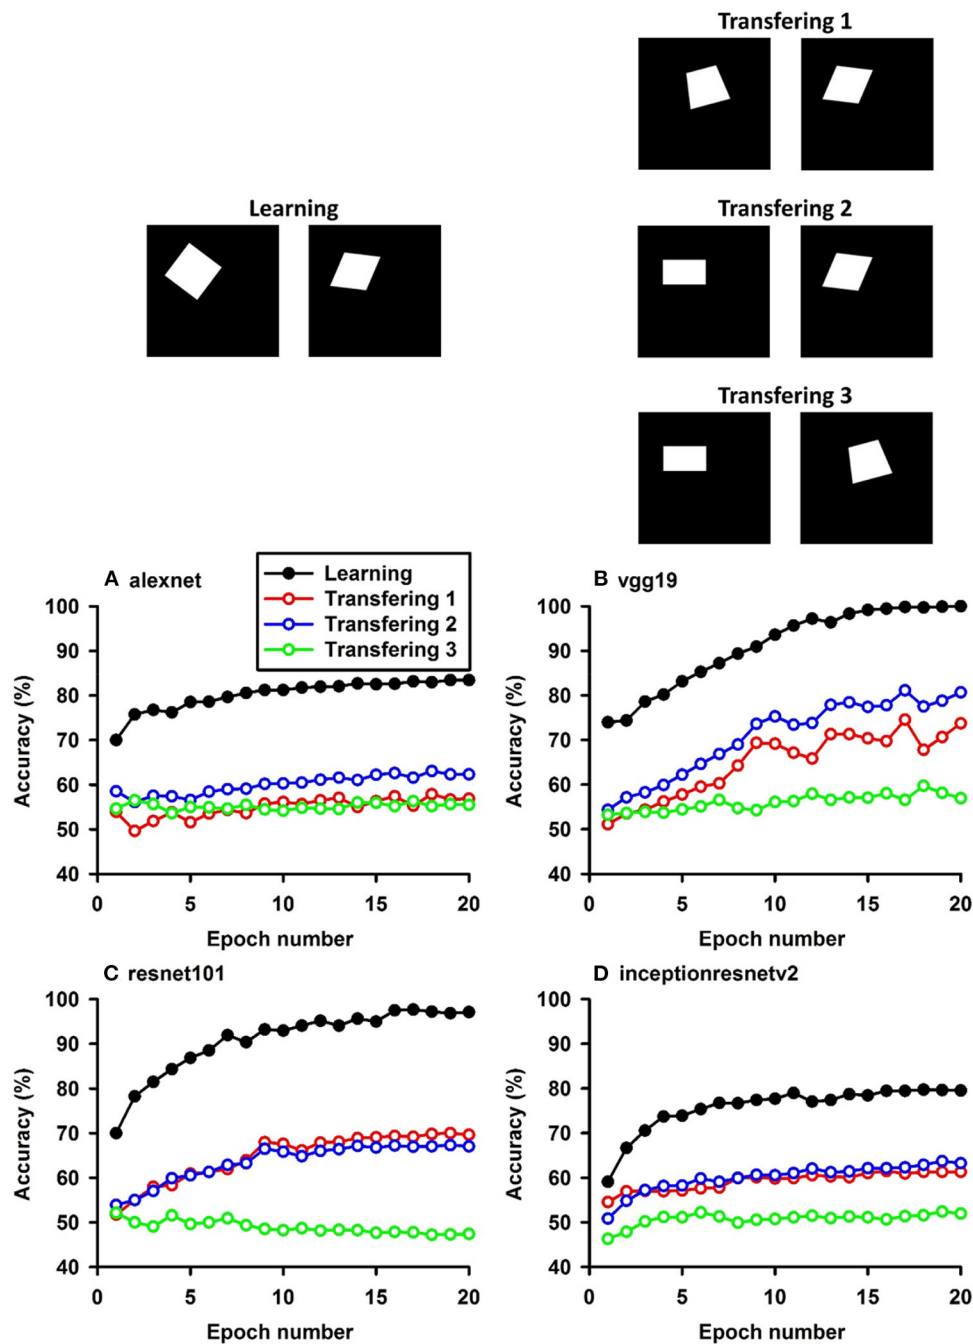 Transfering 1
Learning
Transfering 2
Transfering 3
A alexnet
Learning
Transfering 1
Transfering 2
Transfering 3
Accuracy (%)
100
90
80
70
60
50
40
0 5 10 15 20
Epoch number
B vgg19
Accuracy (%)
100
90
80
70
60
50
40
0 5 10 15 20
Epoch number
C resnet101
Accuracy (%)
100
90
80
70
60
50
40
0 5 10 15 20
Epoch number
D inceptionresnetv2
Accuracy (%)
100
90
80
70
60
50
40
0 5 10 15 20
Epoch number